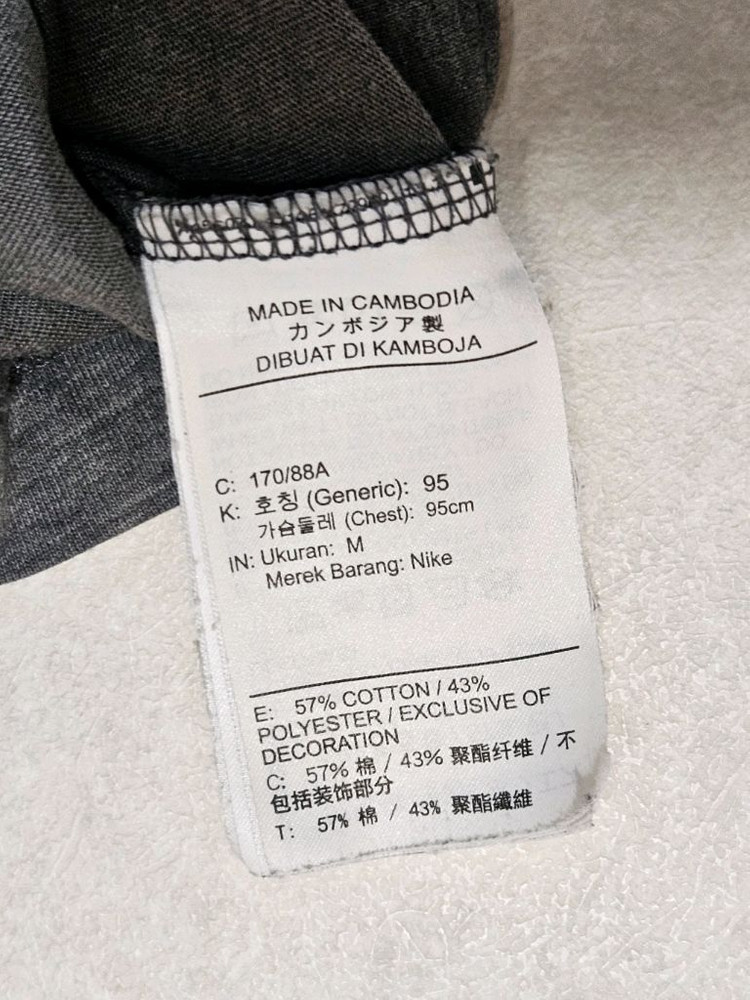 MADE IN CAMBODIA
カンボジア製
DIBUAT DI KAMBOJA
C: 170/88A
K: 호칭 (Generic): 95
가슴둘레 (Chest): 95cm
IN: Ukuran: M
Merek Barang: Nike
E: 57% COTTON / 43%
POLYESTER / EXCLUSIVE OF
DECORATION
C: 57% 棉 / 43% 聚酯纤维 / 不
包括装饰部分
T: 57% 棉 / 43% 聚酯纖維